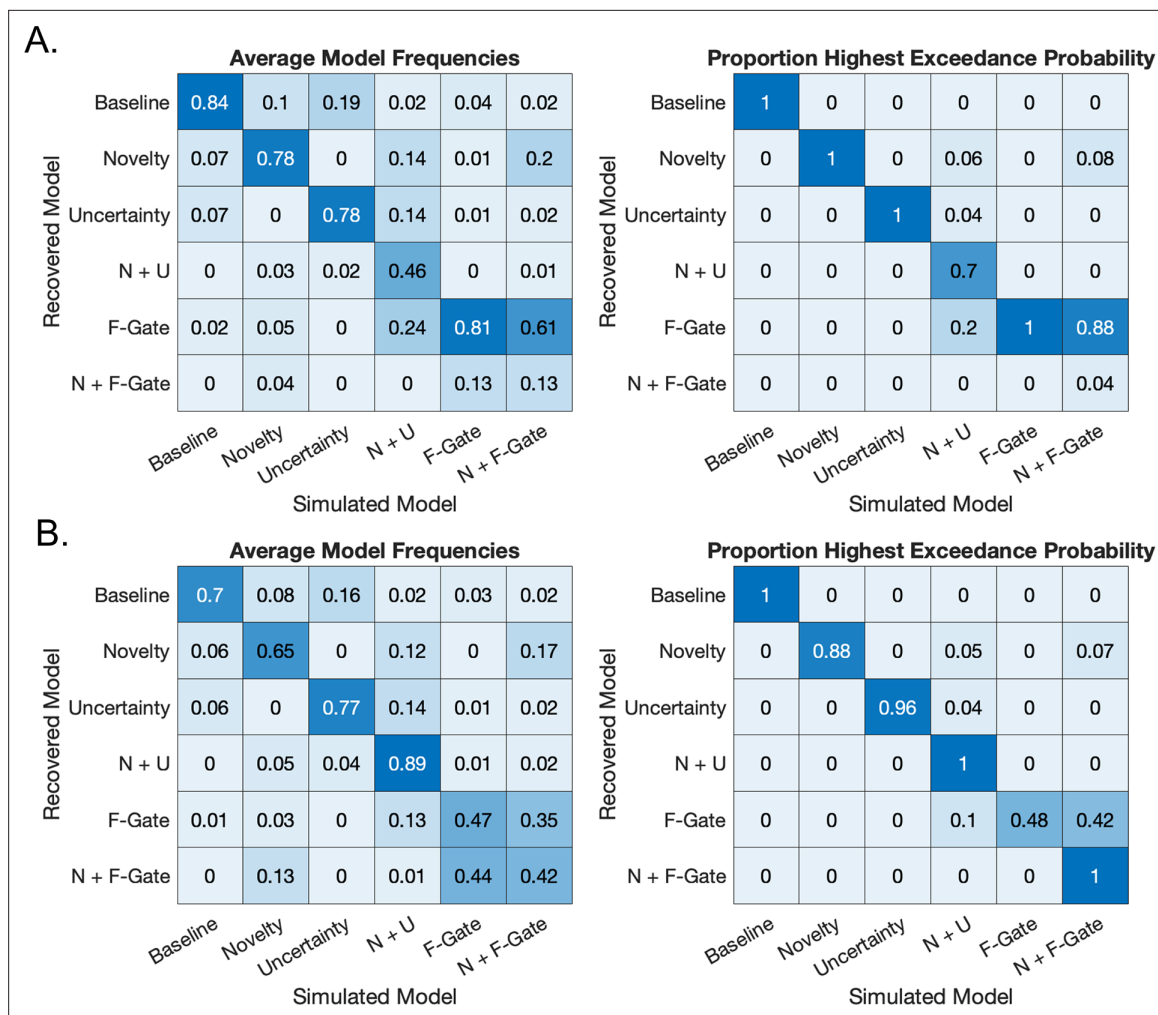 A.
Average Model Frequencies
Recovered Model
Baseline 0.84 0.1 0.19 0.02 0.04 0.02
Novelty 0.07 0.78 0 0.14 0.01 0.2
Uncertainty 0.07 0 0.78 0.14 0.01 0.02
N + U 0 0.03 0.02 0.46 0 0.01
F-Gate 0.02 0.05 0 0.24 0.81 0.61
N + F-Gate 0 0.04 0 0 0.13 0.13
Baseline Novelty Uncertainty N + U F-Gate N + F-Gate
Simulated Model
Proportion Highest Exceedance Probability
Recovered Model
Baseline 1 0 0 0 0 0
Novelty 0 1 0 0.06 0 0.08
Uncertainty 0 0 1 0.04 0 0
N + U 0 0 0 0.7 0 0
F-Gate 0 0 0 0.2 1 0.88
N + F-Gate 0 0 0 0 0 0.04
Baseline Novelty Uncertainty N + U F-Gate N + F-Gate
Simulated Model
B.
Average Model Frequencies
Recovered Model
Baseline 0.7 0.08 0.16 0.02 0.03 0.02
Novelty 0.06 0.65 0 0.12 0 0.17
Uncertainty 0.06 0 0.77 0.14 0.01 0.02
N + U 0 0.05 0.04 0.89 0.01 0.02
F-Gate 0.01 0.03 0 0.13 0.47 0.35
N + F-Gate 0 0.13 0 0.01 0.44 0.42
Baseline Novelty Uncertainty N + U F-Gate N + F-Gate
Simulated Model
Proportion Highest Exceedance Probability
Recovered Model
Baseline 1 0 0 0 0 0
Novelty 0 0.88 0 0.05 0 0.07
Uncertainty 0 0 0.96 0.04 0 0
N + U 0 0 0 1 0 0
F-Gate 0 0 0 0.1 0.48 0.42
N + F-Gate 0 0 0 0 0 1
Baseline Novelty Uncertainty N + U F-Gate N + F-Gate
Simulated Model